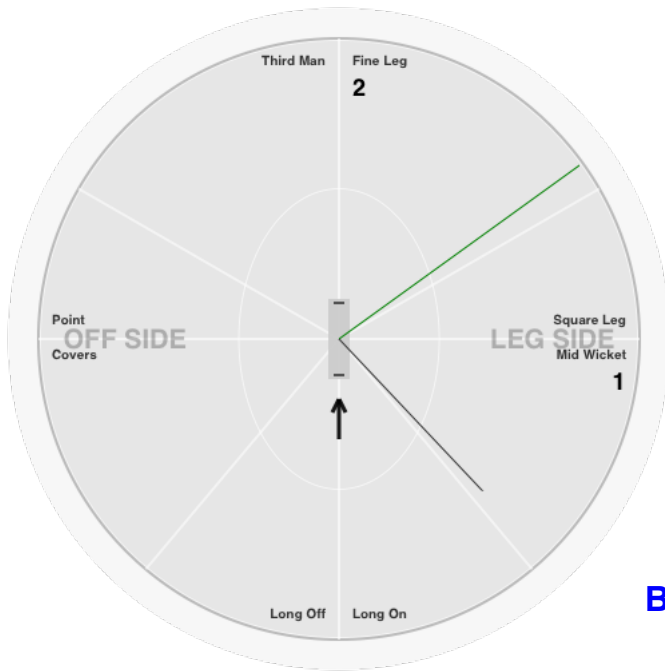 Third Man
Fine Leg
2
Point
OFF SIDE
Covers
Square Leg
LEG SIDE
Mid Wicket
1
B
Long Off
Long On